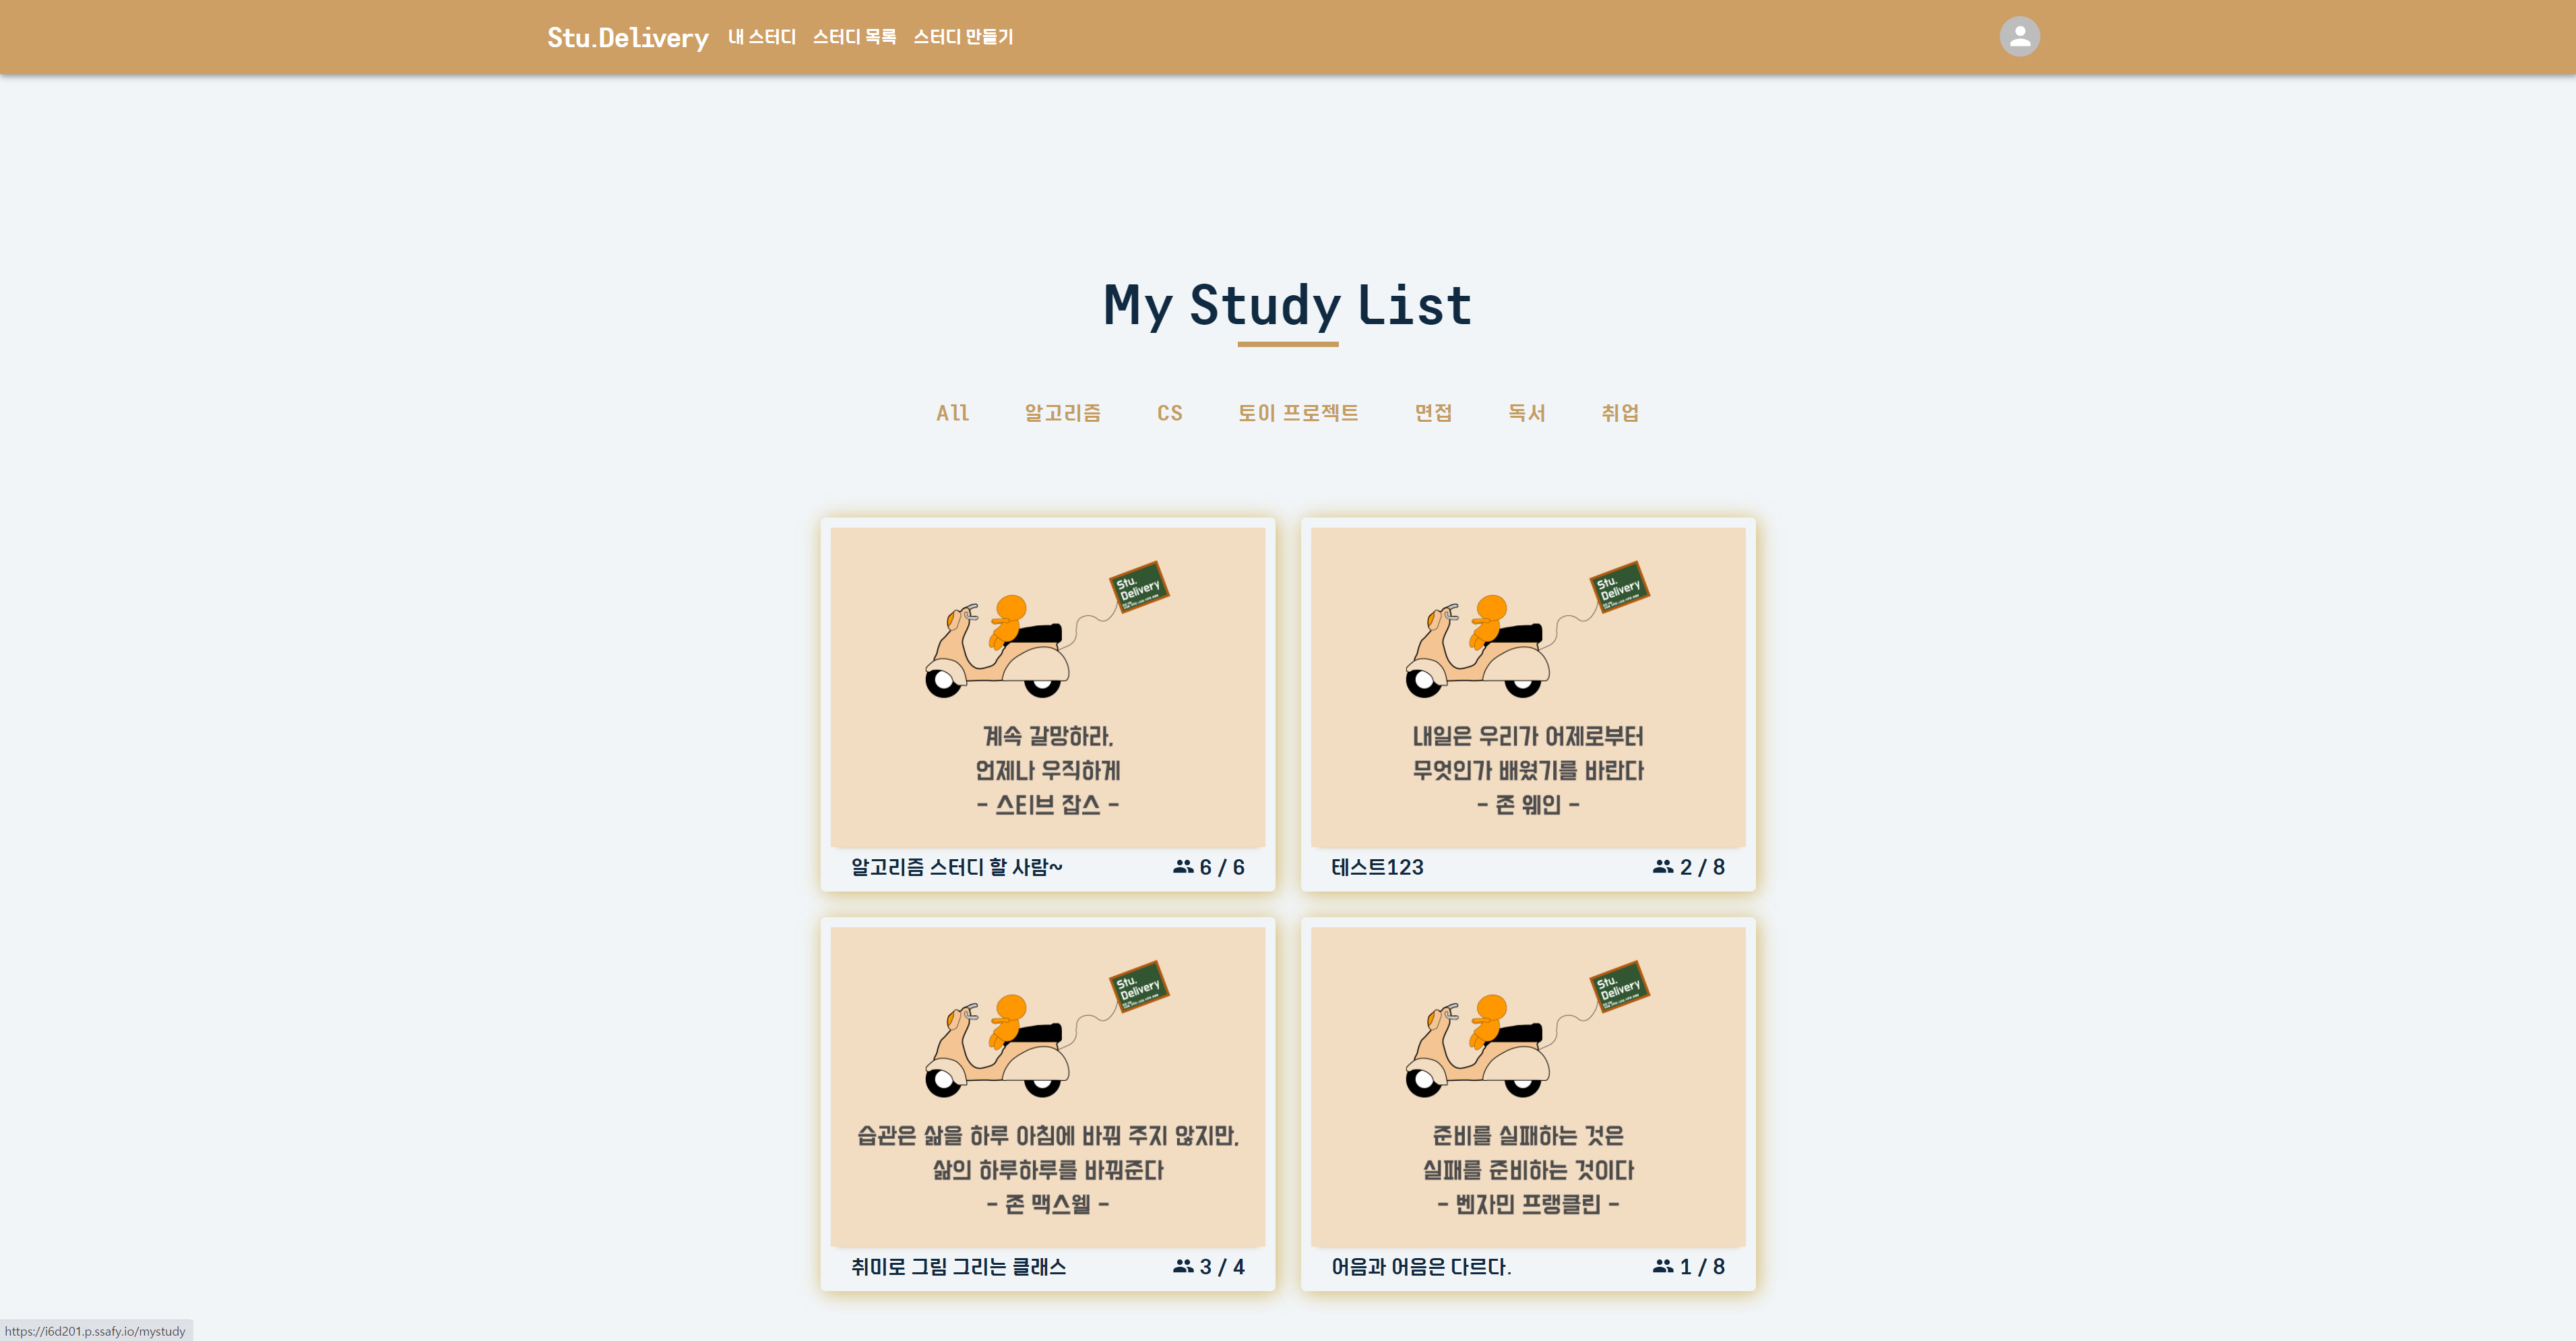 Stu.Delivery 내 스터디 스터디 목록 스터디 만들기
My Study List
All 알고리즘 CS 토이 프로젝트 면접 독서 취업
Stu.
Delivery
계속 갈망하라,
언제나 우직하게
- 스티브 잡스 -
알고리즘 스터디 할 사람~ 6 / 6
Stu.
Delivery
내일은 우리가 어제로부터
무엇인가 배웠기를 바란다
- 존 웨인 -
테스트123 2 / 8
Stu.
Delivery
습관은 삶을 하루 아침에 바꿔 주지 않지만,
삶의 하루하루를 바꿔준다
- 존 맥스웰 -
취미로 그림 그리는 클래스 3 / 4
Stu.
Delivery
준비를 실패하는 것은
실패를 준비하는 것이다
- 벤자민 프랭클린 -
어음과 어음은 다르다. 1 / 8
https://i6d201.p.ssafy.io/mystudy